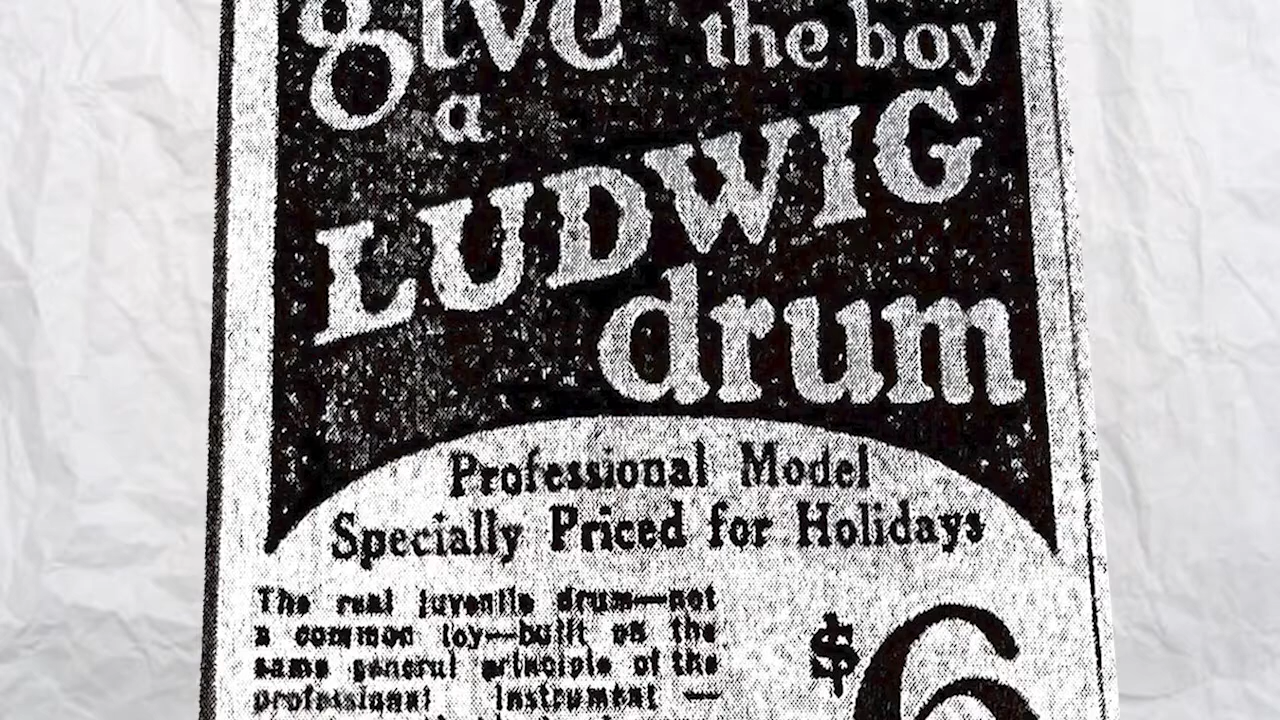 give the boy
a
LUDWIG
drum
Professional Model
Specially Priced for Holidays
The real juvenile drum—not
a common toy—built on the
same general principle of the
professional instrument —
$6